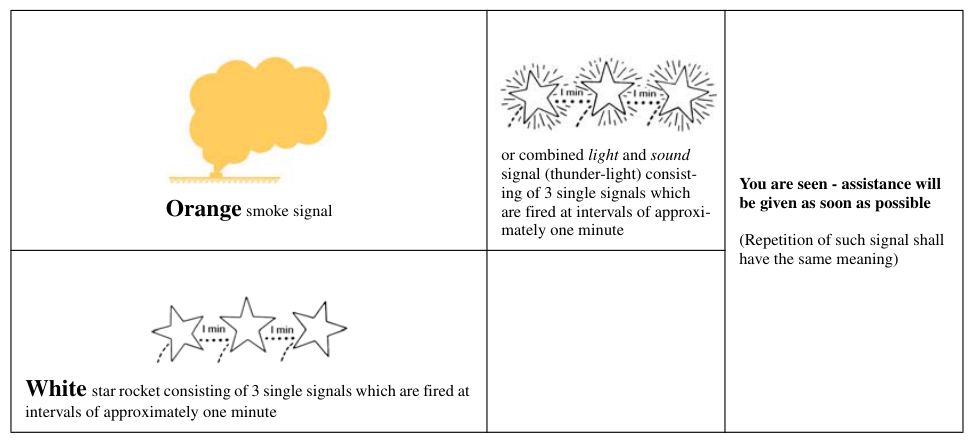 Orange smoke signal
1 min 1 min
or combined light and sound
signal (thunder-light) consist-
ing of 3 single signals which
are fired at intervals of approxi-
mately one minute
You are seen - assistance will
be given as soon as possible
(Repetition of such signal shall
have the same meaning)
1 min 1 min
White star rocket consisting of 3 single signals which are fired at
intervals of approximately one minute